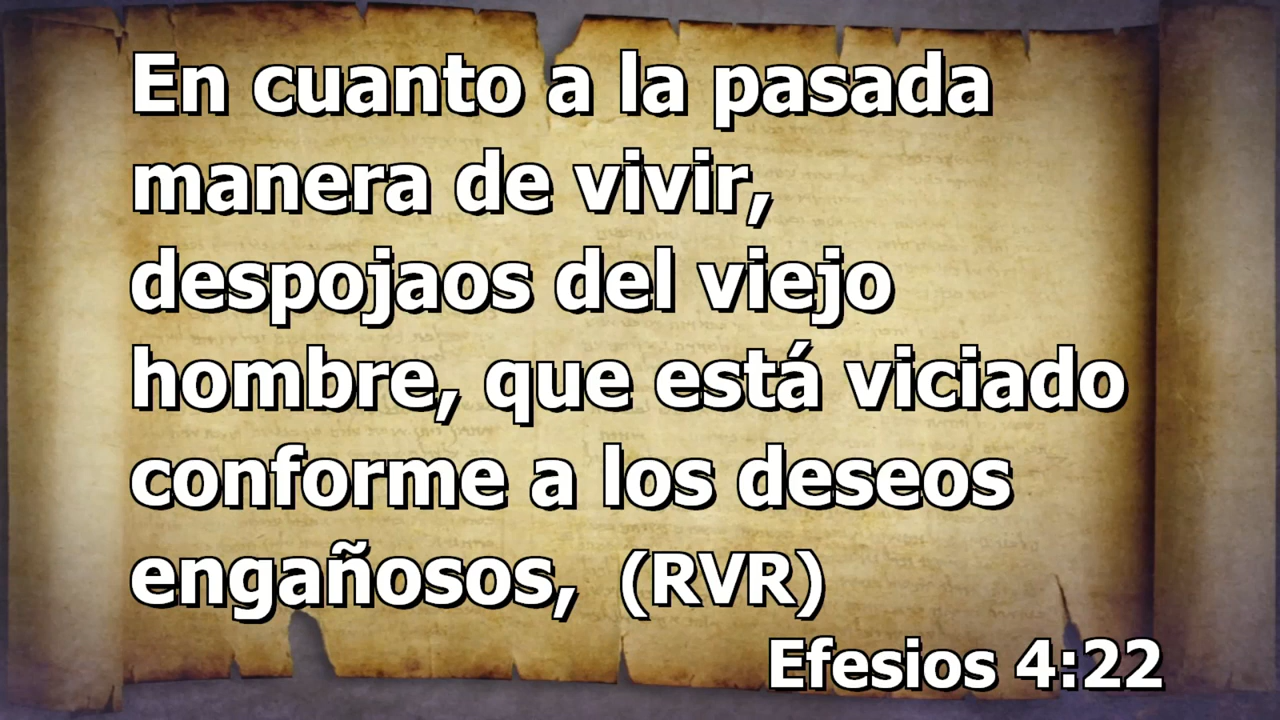 En cuanto a la pasada
manera de vivir,
despojaos del viejo
hombre, que está viciado
conforme a los deseos
engañosos, (RVR)
Efesios 4:22